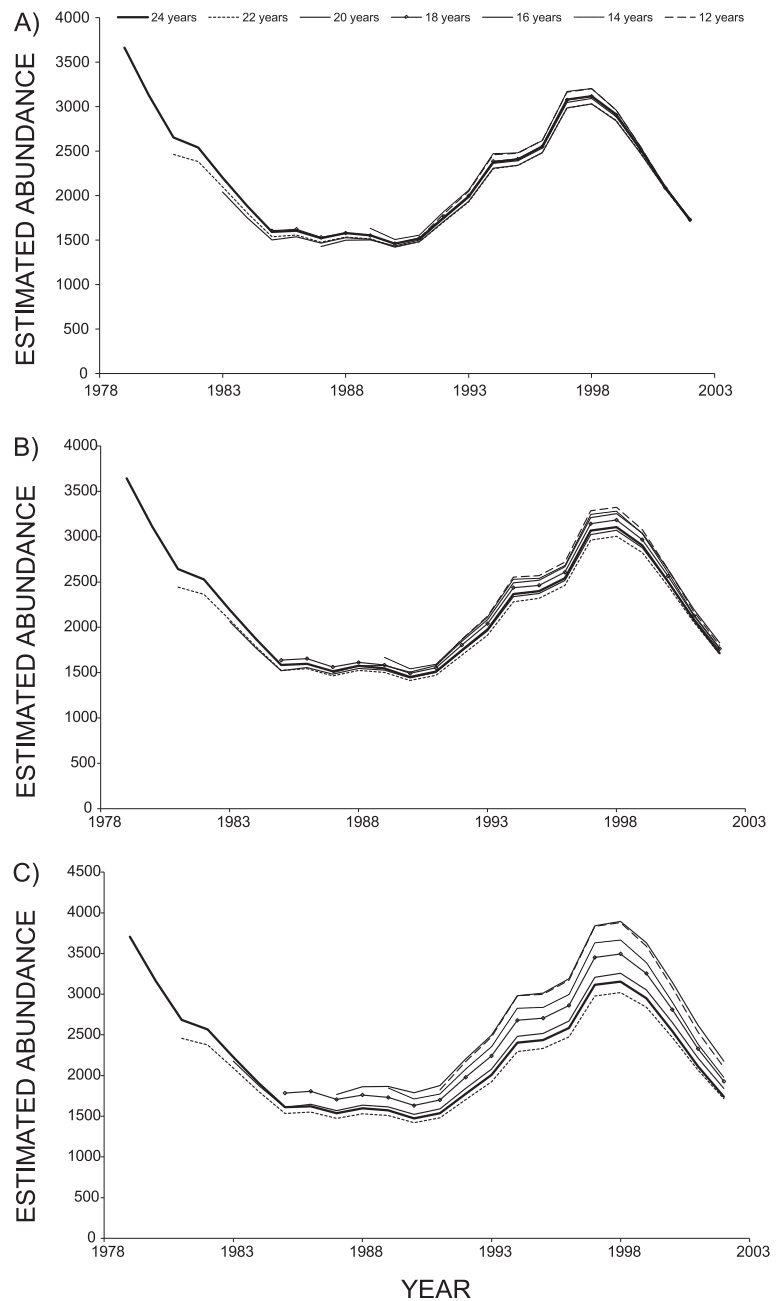 A)
24 years 22 years 20 years 18 years 16 years 14 years 12 years
ESTIMATED ABUNDANCE
4000
3500
3000
2500
2000
1500
1000
500
0
1978 1983 1988 1993 1998 2003
B)
ESTIMATED ABUNDANCE
4000
3500
3000
2500
2000
1500
1000
500
0
1978 1983 1988 1993 1998 2003
C)
ESTIMATED ABUNDANCE
4500
4000
3500
3000
2500
2000
1500
1000
500
0
1978 1983 1988 1993 1998 2003
YEAR